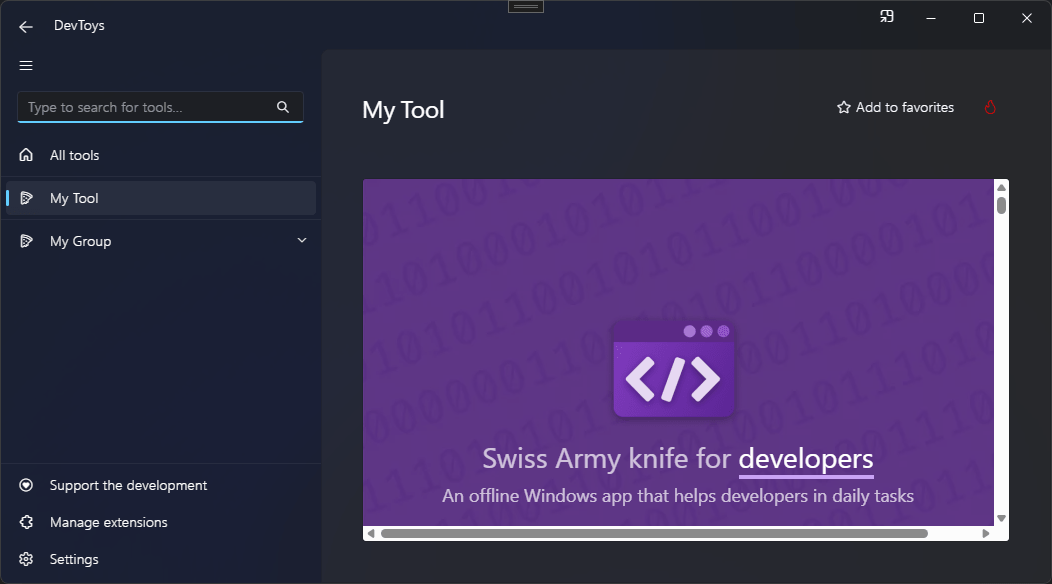 DevToys
Type to search for tools...
All tools
My Tool
My Group
Support the development
Manage extensions
Settings
My Tool
Add to favorites
</>
Swiss Army knife for developers
An offline Windows app that helps developers in daily tasks